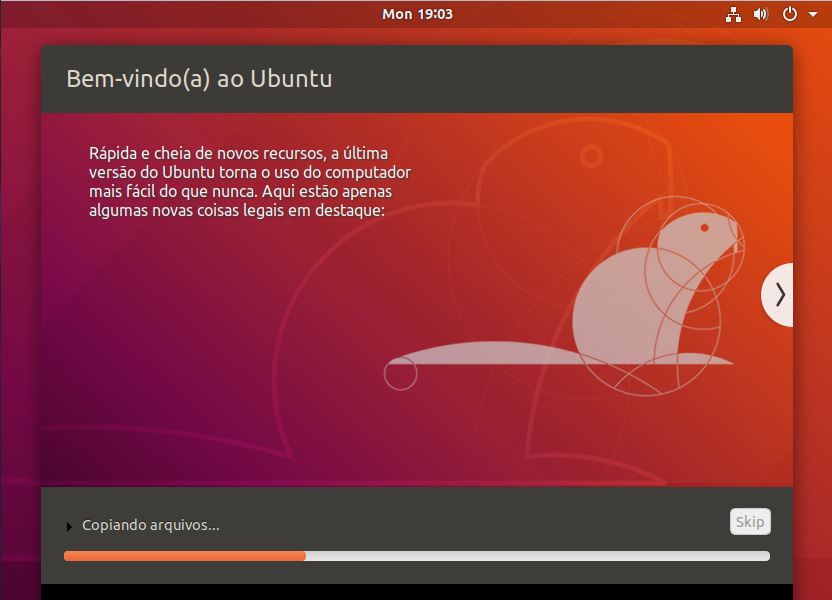 Mon 19:03
Bem-vindo(a) ao Ubuntu
Rápida e cheia de novos recursos, a última
versão do Ubuntu torna o uso do computador
mais fácil do que nunca. Aqui estão apenas
algumas novas coisas legais em destaque:
Copiando arquivos...
Skip